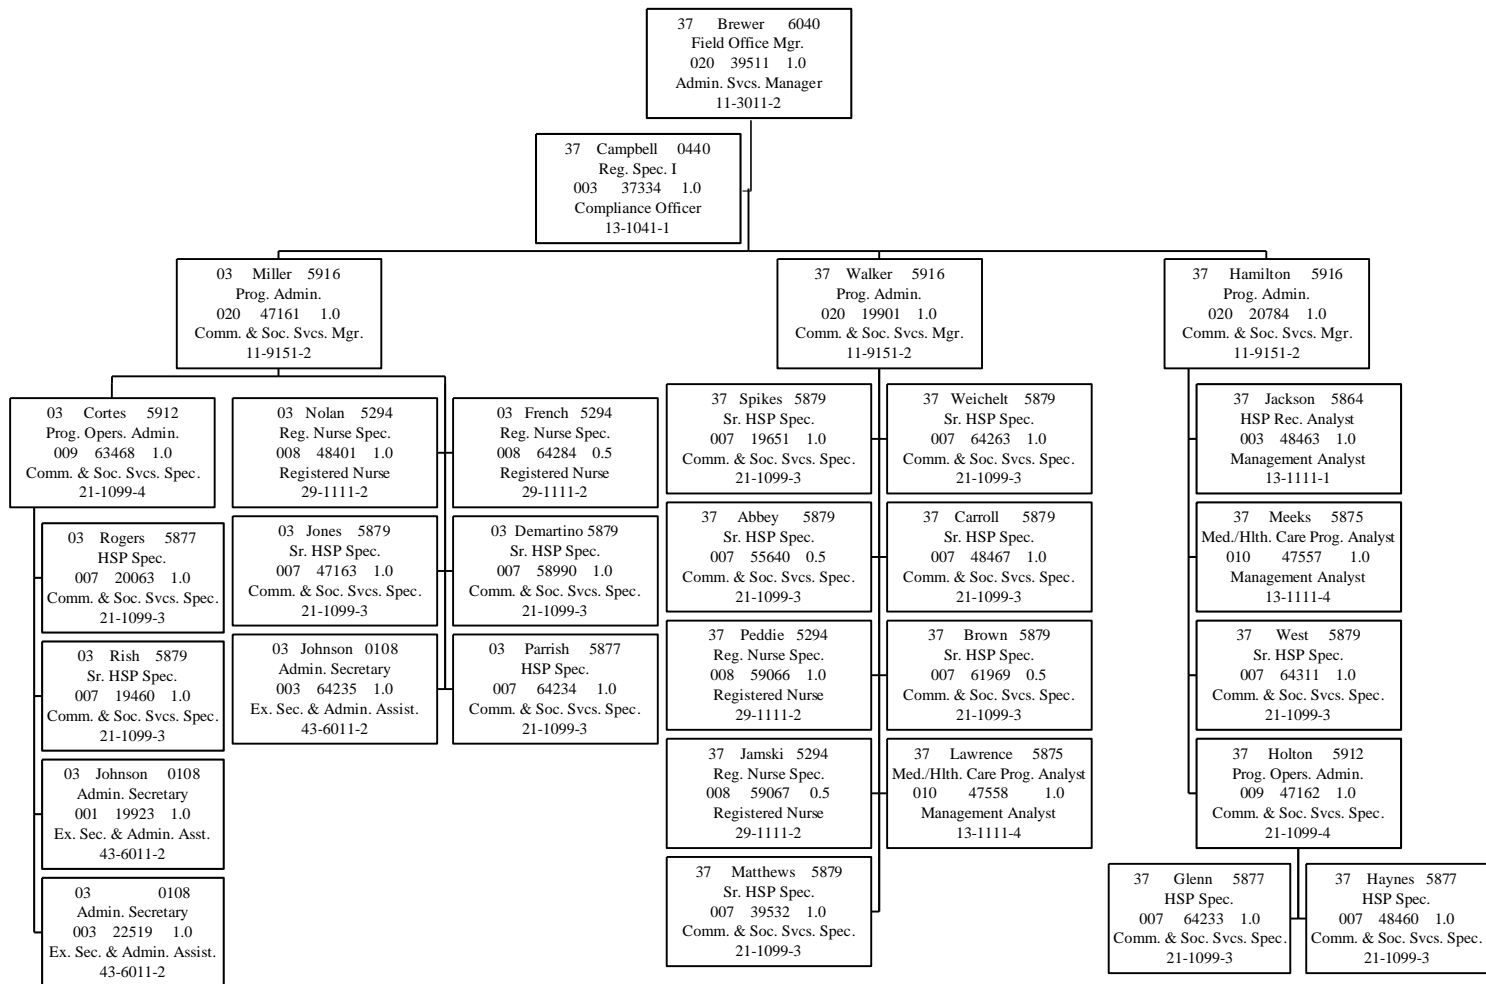 37 Brewer 6040
Field Office Mgr.
020 39511 1.0
Admin. Svcs. Manager
11-3011-2
37 Campbell 0440
Reg. Spec. I
003 37334 1.0
Compliance Officer
13-1041-1
03 Miller 5916
Prog. Admin.
020 47161 1.0
Comm. & Soc. Svcs. Mgr.
11-9151-2
37 Walker 5916
Prog. Admin.
020 19901 1.0
Comm. & Soc. Svcs. Mgr.
11-9151-2
37 Hamilton 5916
Prog. Admin.
020 20784 1.0
Comm. & Soc. Svcs. Mgr.
11-9151-2
03 Cortes 5912
Prog. Opers. Admin.
009 63468 1.0
Comm. & Soc. Svcs. Spec.
21-1099-4
03 Rogers 5877
HSP Spec.
007 20063 1.0
Comm. & Soc. Svcs. Spec.
21-1099-3
03 Rish 5879
Sr. HSP Spec.
007 19460 1.0
Comm. & Soc. Svcs. Spec.
21-1099-3
03 Johnson 0108
Admin. Secretary
001 19923 1.0
Ex. Sec. & Admin. Asst.
43-6011-2
03 0108
Admin. Secretary
003 22519 1.0
Ex. Sec. & Admin. Assist.
43-6011-2
03 Nolan 5294
Reg. Nurse Spec.
008 48401 1.0
Registered Nurse
29-1111-2
03 French 5294
Reg. Nurse Spec.
008 64284 0.5
Registered Nurse
29-1111-2
03 Jones 5879
Sr. HSP Spec.
007 47163 1.0
Comm. & Soc. Svcs. Spec.
21-1099-3
03 Demartino 5879
Sr. HSP Spec.
007 58990 1.0
Comm. & Soc. Svcs. Spec.
21-1099-3
03 Johnson 0108
Admin. Secretary
003 64235 1.0
Ex. Sec. & Admin. Assist.
43-6011-2
03 Parrish 5877
HSP Spec.
007 64234 1.0
Comm. & Soc. Svcs. Spec.
21-1099-3
37 Spikes 5879
Sr. HSP Spec.
007 19651 1.0
Comm. & Soc. Svcs. Spec.
21-1099-3
37 Weichelt 5879
Sr. HSP Spec.
007 64263 1.0
Comm. & Soc. Svcs. Spec.
21-1099-3
37 Abbey 5879
Sr. HSP Spec.
007 55640 0.5
Comm. & Soc. Svcs. Spec.
21-1099-3
37 Carroll 5879
Sr. HSP Spec.
007 48467 1.0
Comm. & Soc. Svcs. Spec.
21-1099-3
37 Peddie 5294
Reg. Nurse Spec.
008 59066 1.0
Registered Nurse
29-1111-2
37 Brown 5879
Sr. HSP Spec.
007 61969 0.5
Comm. & Soc. Svcs. Spec.
21-1099-3
37 Jamski 5294
Reg. Nurse Spec.
008 59067 0.5
Registered Nurse
29-1111-2
37 Lawrence 5875
Med./Hlth. Care Prog. Analyst
010 47558 1.0
Management Analyst
13-1111-4
37 Matthews 5879
Sr. HSP Spec.
007 39532 1.0
Comm. & Soc. Svcs. Spec.
21-1099-3
37 Jackson 5864
HSP Rec. Analyst
003 48463 1.0
Management Analyst
13-1111-1
37 Meeks 5875
Med./Hlth. Care Prog. Analyst
010 47557 1.0
Management Analyst
13-1111-4
37 West 5879
Sr. HSP Spec.
007 64311 1.0
Comm. & Soc. Svcs. Spec.
21-1099-3
37 Holton 5912
Prog. Opers. Admin.
009 47162 1.0
Comm. & Soc. Svcs. Spec.
21-1099-4
37 Glenn 5877
HSP Spec.
007 64233 1.0
Comm. & Soc. Svcs. Spec.
21-1099-3
37 Haynes 5877
HSP Spec.
007 48460 1.0
Comm. & Soc. Svcs. Spec.
21-1099-3